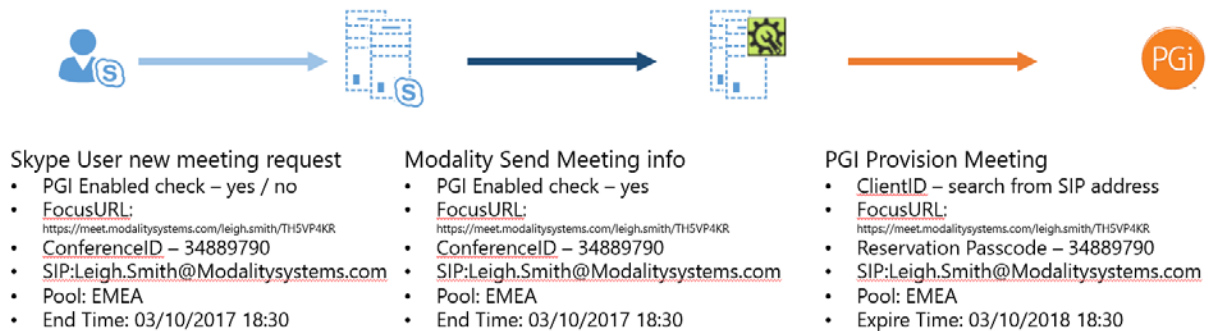 S
S
PGi
Skype User new meeting request
• PGI Enabled check – yes / no
• FocusURL:
https://meet.modalitysystems.com/leigh.smith/TH5VP4KR
• ConferenceID – 34889790
• SIP:Leigh.Smith@Modalitysystems.com
• Pool: EMEA
• End Time: 03/10/2017 18:30
Modality Send Meeting info
• PGI Enabled check – yes
• FocusURL:
https://meet.modalitysystems.com/leigh.smith/TH5VP4KR
• ConferenceID – 34889790
• SIP:Leigh.Smith@Modalitysystems.com
• Pool: EMEA
• End Time: 03/10/2017 18:30
PGI Provision Meeting
• ClientID – search from SIP address
• FocusURL:
https://meet.modalitysystems.com/leigh.smith/TH5VP4KR
• Reservation Passcode – 34889790
• SIP:Leigh.Smith@Modalitysystems.com
• Pool: EMEA
• Expire Time: 03/10/2018 18:30